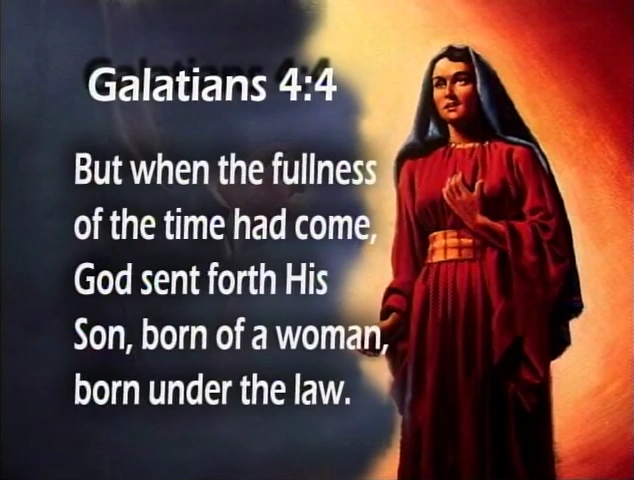 Galatians 4:4
But when the fullness
of the time had come,
God sent forth His
Son, born of a woman,
born under the law.